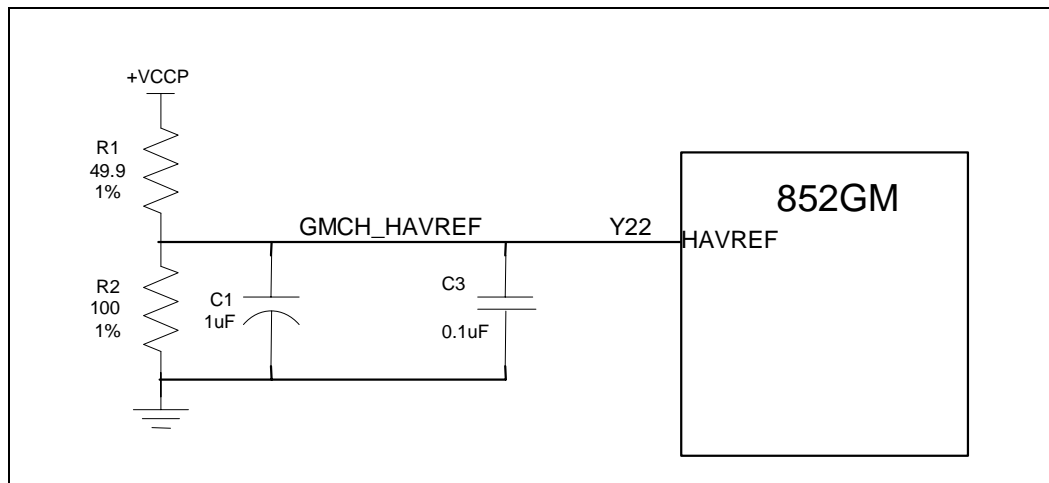 +VCCP
R1
49.9
1%
852GM
GMCH_HAVREF
Y22
HAVREF
R2
100
1%
C1
1uF
C3
0.1uF